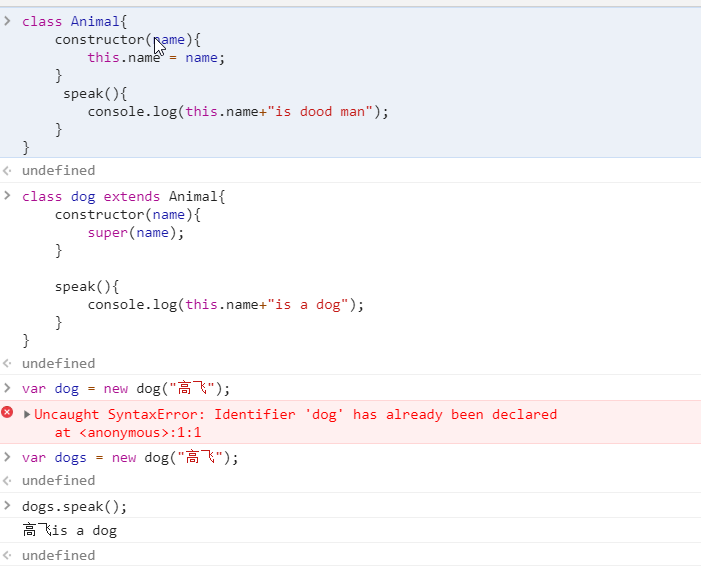 class Animal{
constructor(name){
this.name = name;
}
speak(){
console.log(this.name+"is dood man");
}
}
undefined
class dog extends Animal{
constructor(name){
super(name);
}
speak(){
console.log(this.name+"is a dog");
}
}
undefined
var dog = new dog("高飞");
Uncaught SyntaxError: Identifier 'dog' has already been declared
at <anonymous>:1:1
var dogs = new dog("高飞");
undefined
dogs.speak();
高飞is a dog
undefined